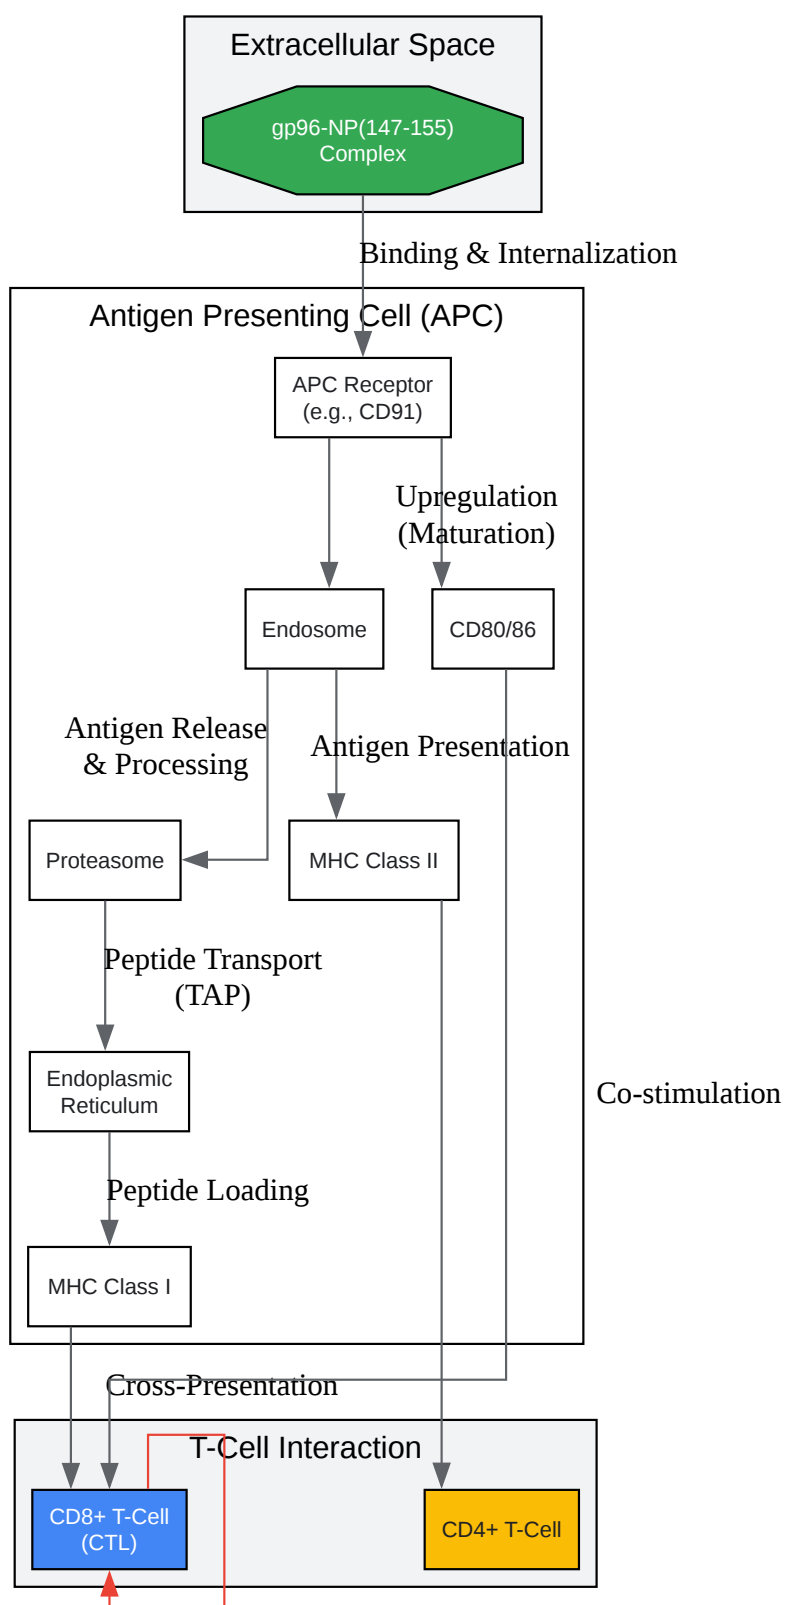 Extracellular Space
gp96-NP(147-155)
Complex
Binding & Internalization
Antigen Presenting Cell (APC)
APC Receptor
(e.g., CD91)
Upregulation
(Maturation)
Endosome
CD80/86
Antigen Release
& Processing
Antigen Presentation
Proteasome
MHC Class II
Peptide Transport
(TAP)
Endoplasmic
Reticulum
Co-stimulation
Peptide Loading
MHC Class I
Cross-Presentation
T-Cell Interaction
CD8+ T-Cell
(CTL)
CD4+ T-Cell